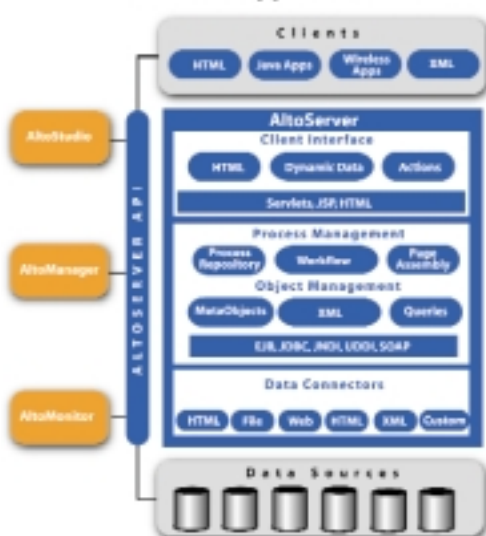 Clients
HTML Java Apps Wireless Apps XML
AltoServer
Client Interface
HTML Dynamic Data Actions
Servlets, JSP, HTML
Process Management
Process Repository Workflow Page Assembly
Object Management
MetaObjects XML Queries
EJB, JDBC, JNDI, UDDI, SOAP
Data Connectors
HTML File Web HTML XML Custom
Data Sources
AltoStudio
AltoManager
AltoMonitor
ALTOSERVER API